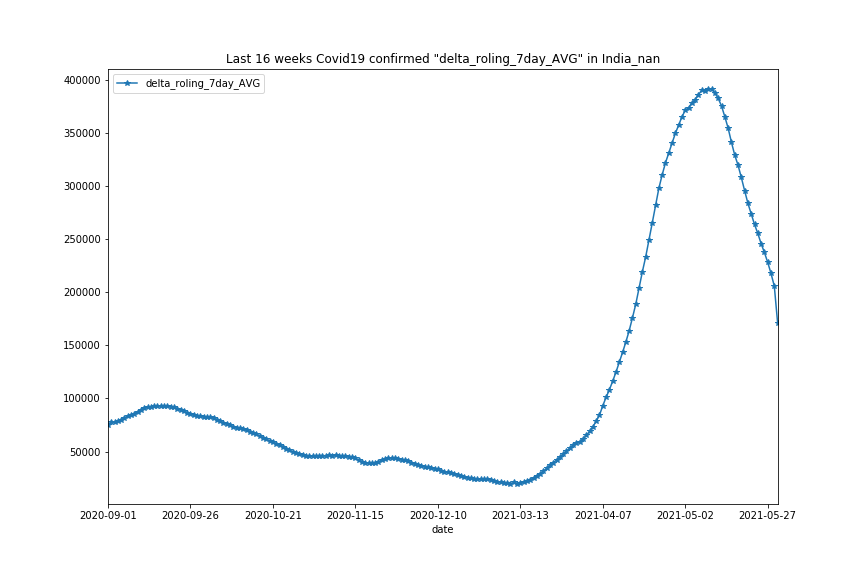 Last 16 weeks Covid19 confirmed "delta_roling_7day_AVG" in India_nan
delta_roling_7day_AVG
400000
350000
300000
250000
200000
150000
100000
50000
2020-09-01 2020-09-26 2020-10-21 2020-11-15 2020-12-10 2021-03-13 2021-04-07 2021-05-02 2021-05-27
date